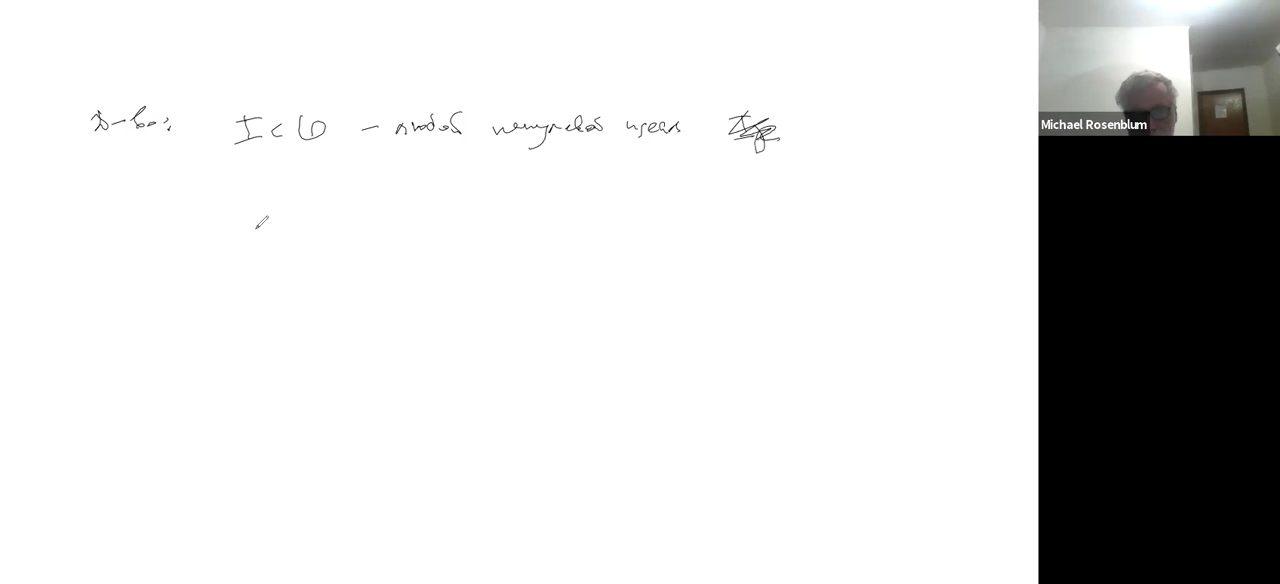 Д-во: I < O – любой ненулевой идеал
Michael Rosenblum